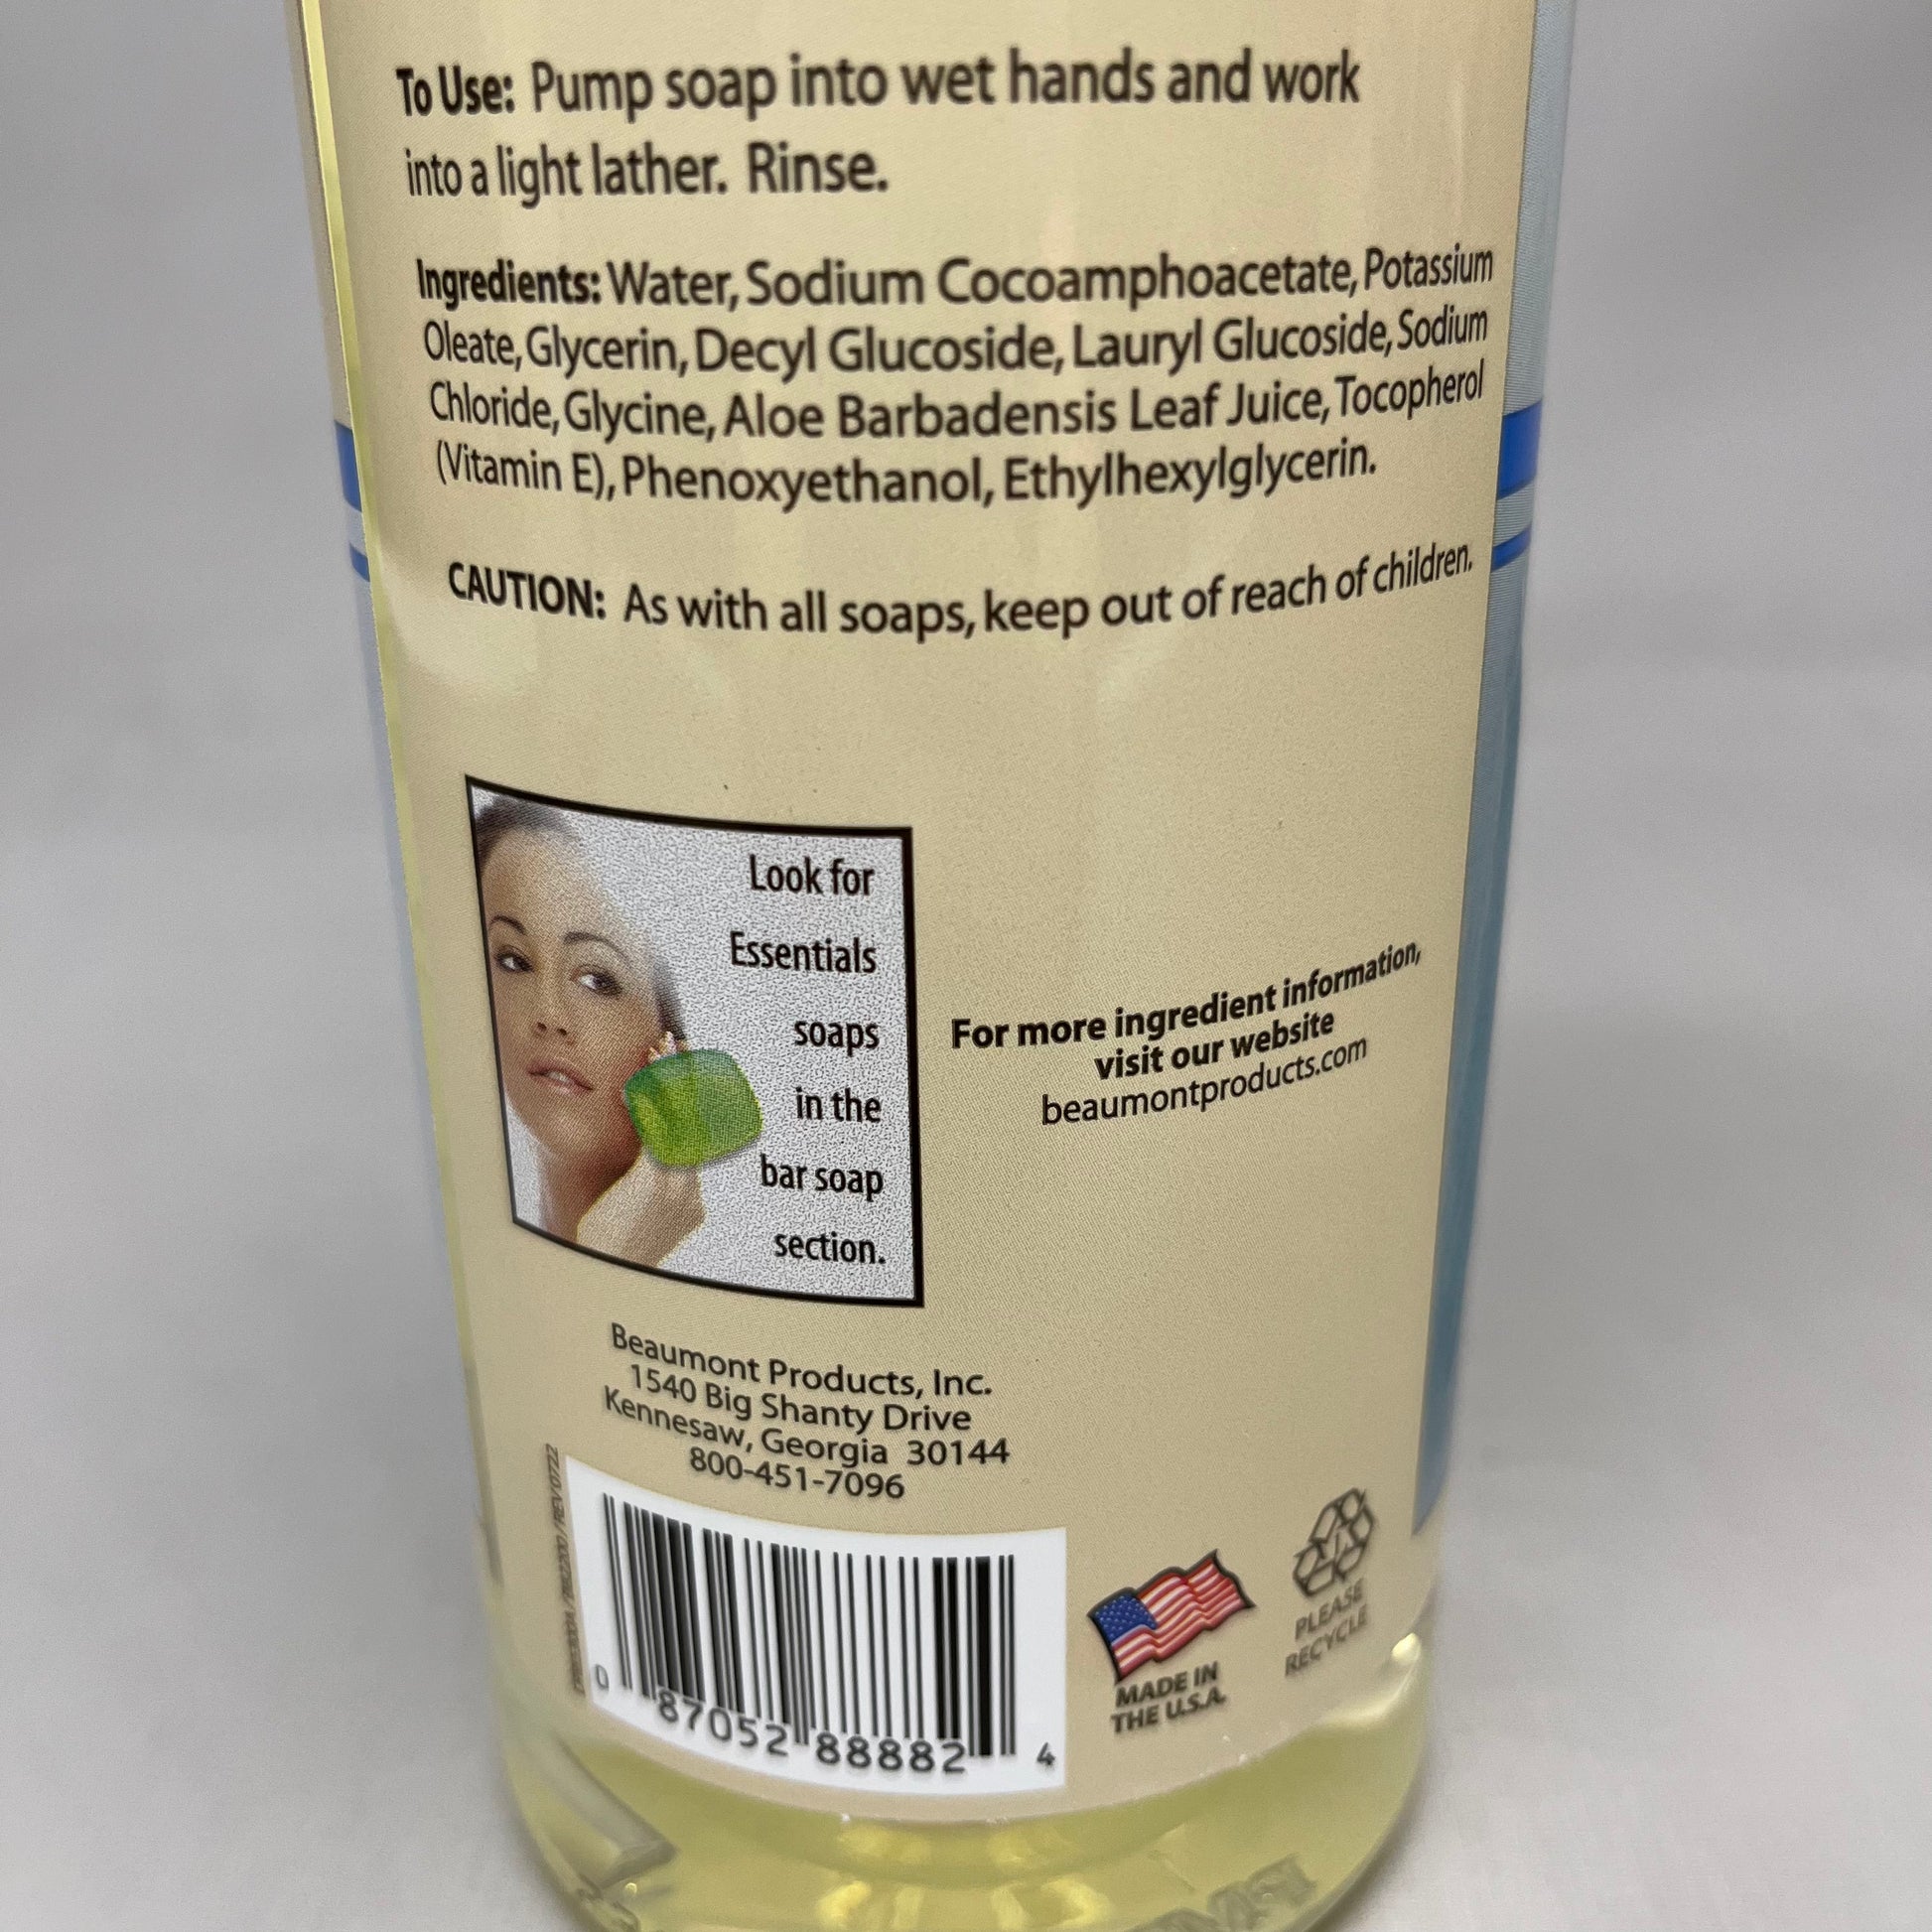 To Use: Pump soap into wet hands and work
into a light lather. Rinse.
Ingredients: Water, Sodium Cocoamphoacetate, Potassium
Oleate, Glycerin, Decyl Glucoside, Lauryl Glucoside, Sodium
Chloride, Glycine, Aloe Barbadensis Leaf Juice, Tocopherol
(Vitamin E), Phenoxyethanol, Ethylhexylglycerin.
CAUTION: As with all soaps, keep out of reach of children.
Look for
Essentials
soaps
in the
bar soap
section.
For more ingredient information,
visit our website
beaumontproducts.com
Beaumont Products, Inc.
1540 Big Shanty Drive
Kennesaw, Georgia 30144
800-451-7096
0 87052 88882 4
MADE IN
THE U.S.A.
PLEASE
RECYCLE